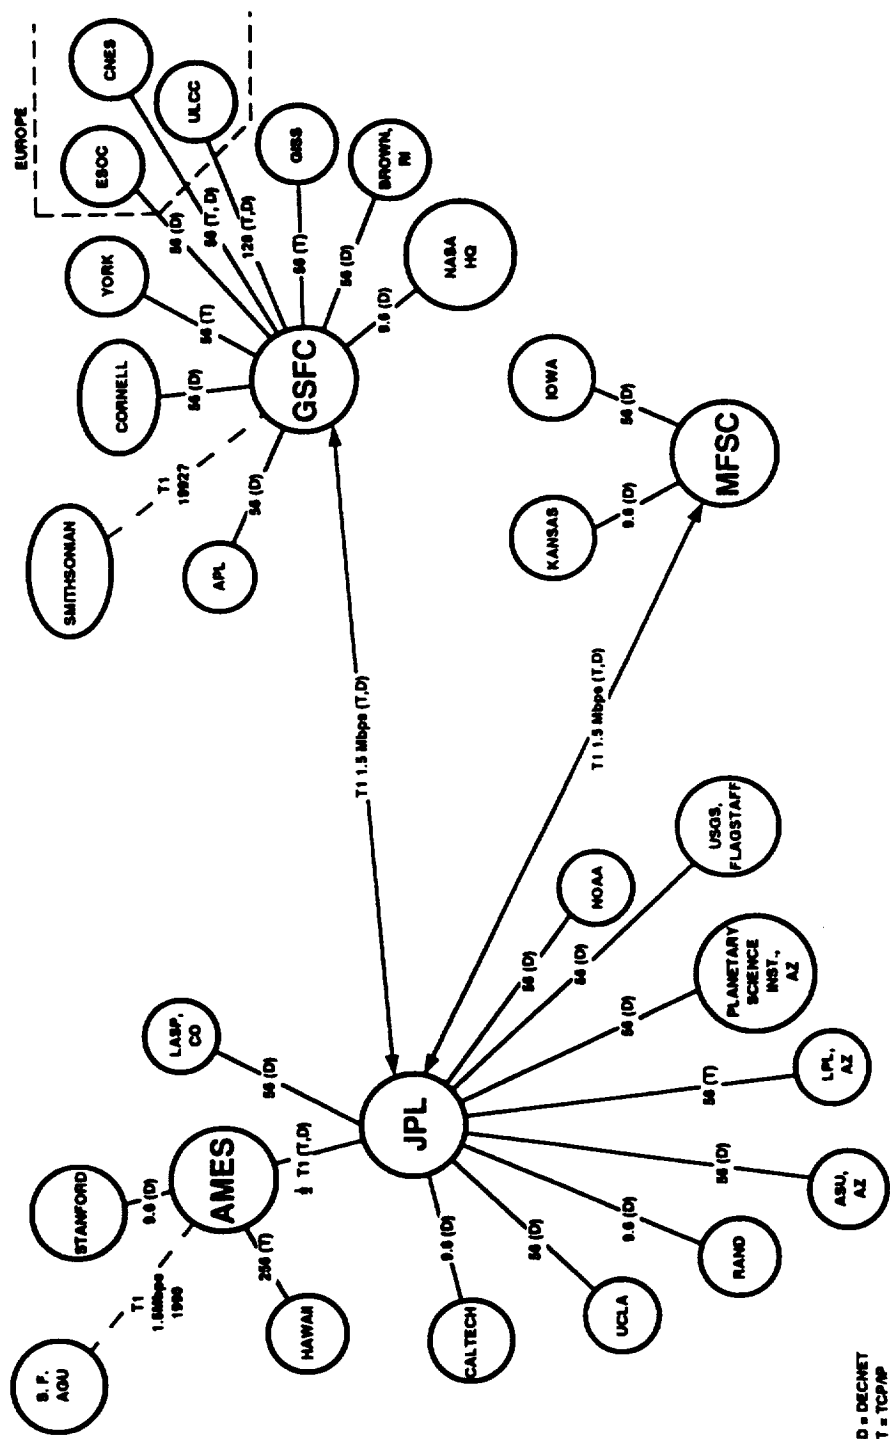 S. F.
AGU
STANFORD
T1
1.5Mbps
1990
9.6 (D)
AMES
256 (T)
HAWAII
½ T1 (T,D)
LASP,
CO
56 (D)
JPL
CALTECH
9.6 (D)
UCLA
56 (D)
RAND
9.6 (D)
ASU,
AZ
56 (D)
LPL,
AZ
56 (T)
PLANETARY
SCIENCE
INST.,
AZ
56 (D)
USGS,
FLAGSTAFF
56 (D)
NOAA
56 (D)
T1 1.5 Mbps (T,D)
T1 1.5 Mbps (T,D)
SMITHSONIAN
T1
1992?
APL
56 (D)
CORNELL
56 (D)
YORK
56 (T)
EUROPE
ESOC
56 (D)
CNES
56 (T, D)
ULCC
128 (T,D)
GISS
56 (T)
BROWN,
RI
56 (D)
NASA
HQ
9.6 (D)
GSFC
KANSAS
9.6 (D)
IOWA
56 (D)
MFSC
D = DECNET
T = TCP/IP